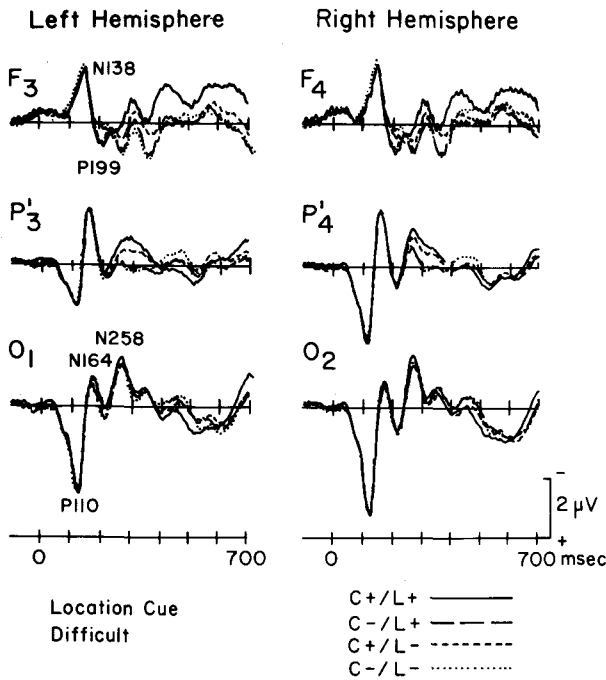 Left Hemisphere
Right Hemisphere
F3
N138
P199
F4
P'3
P'4
O1
N164
N258
P110
O2
−
2 µV
+
0
700
0
700 msec
Location Cue
Difficult
C+/L+
C−/L+
C+/L−
C−/L−